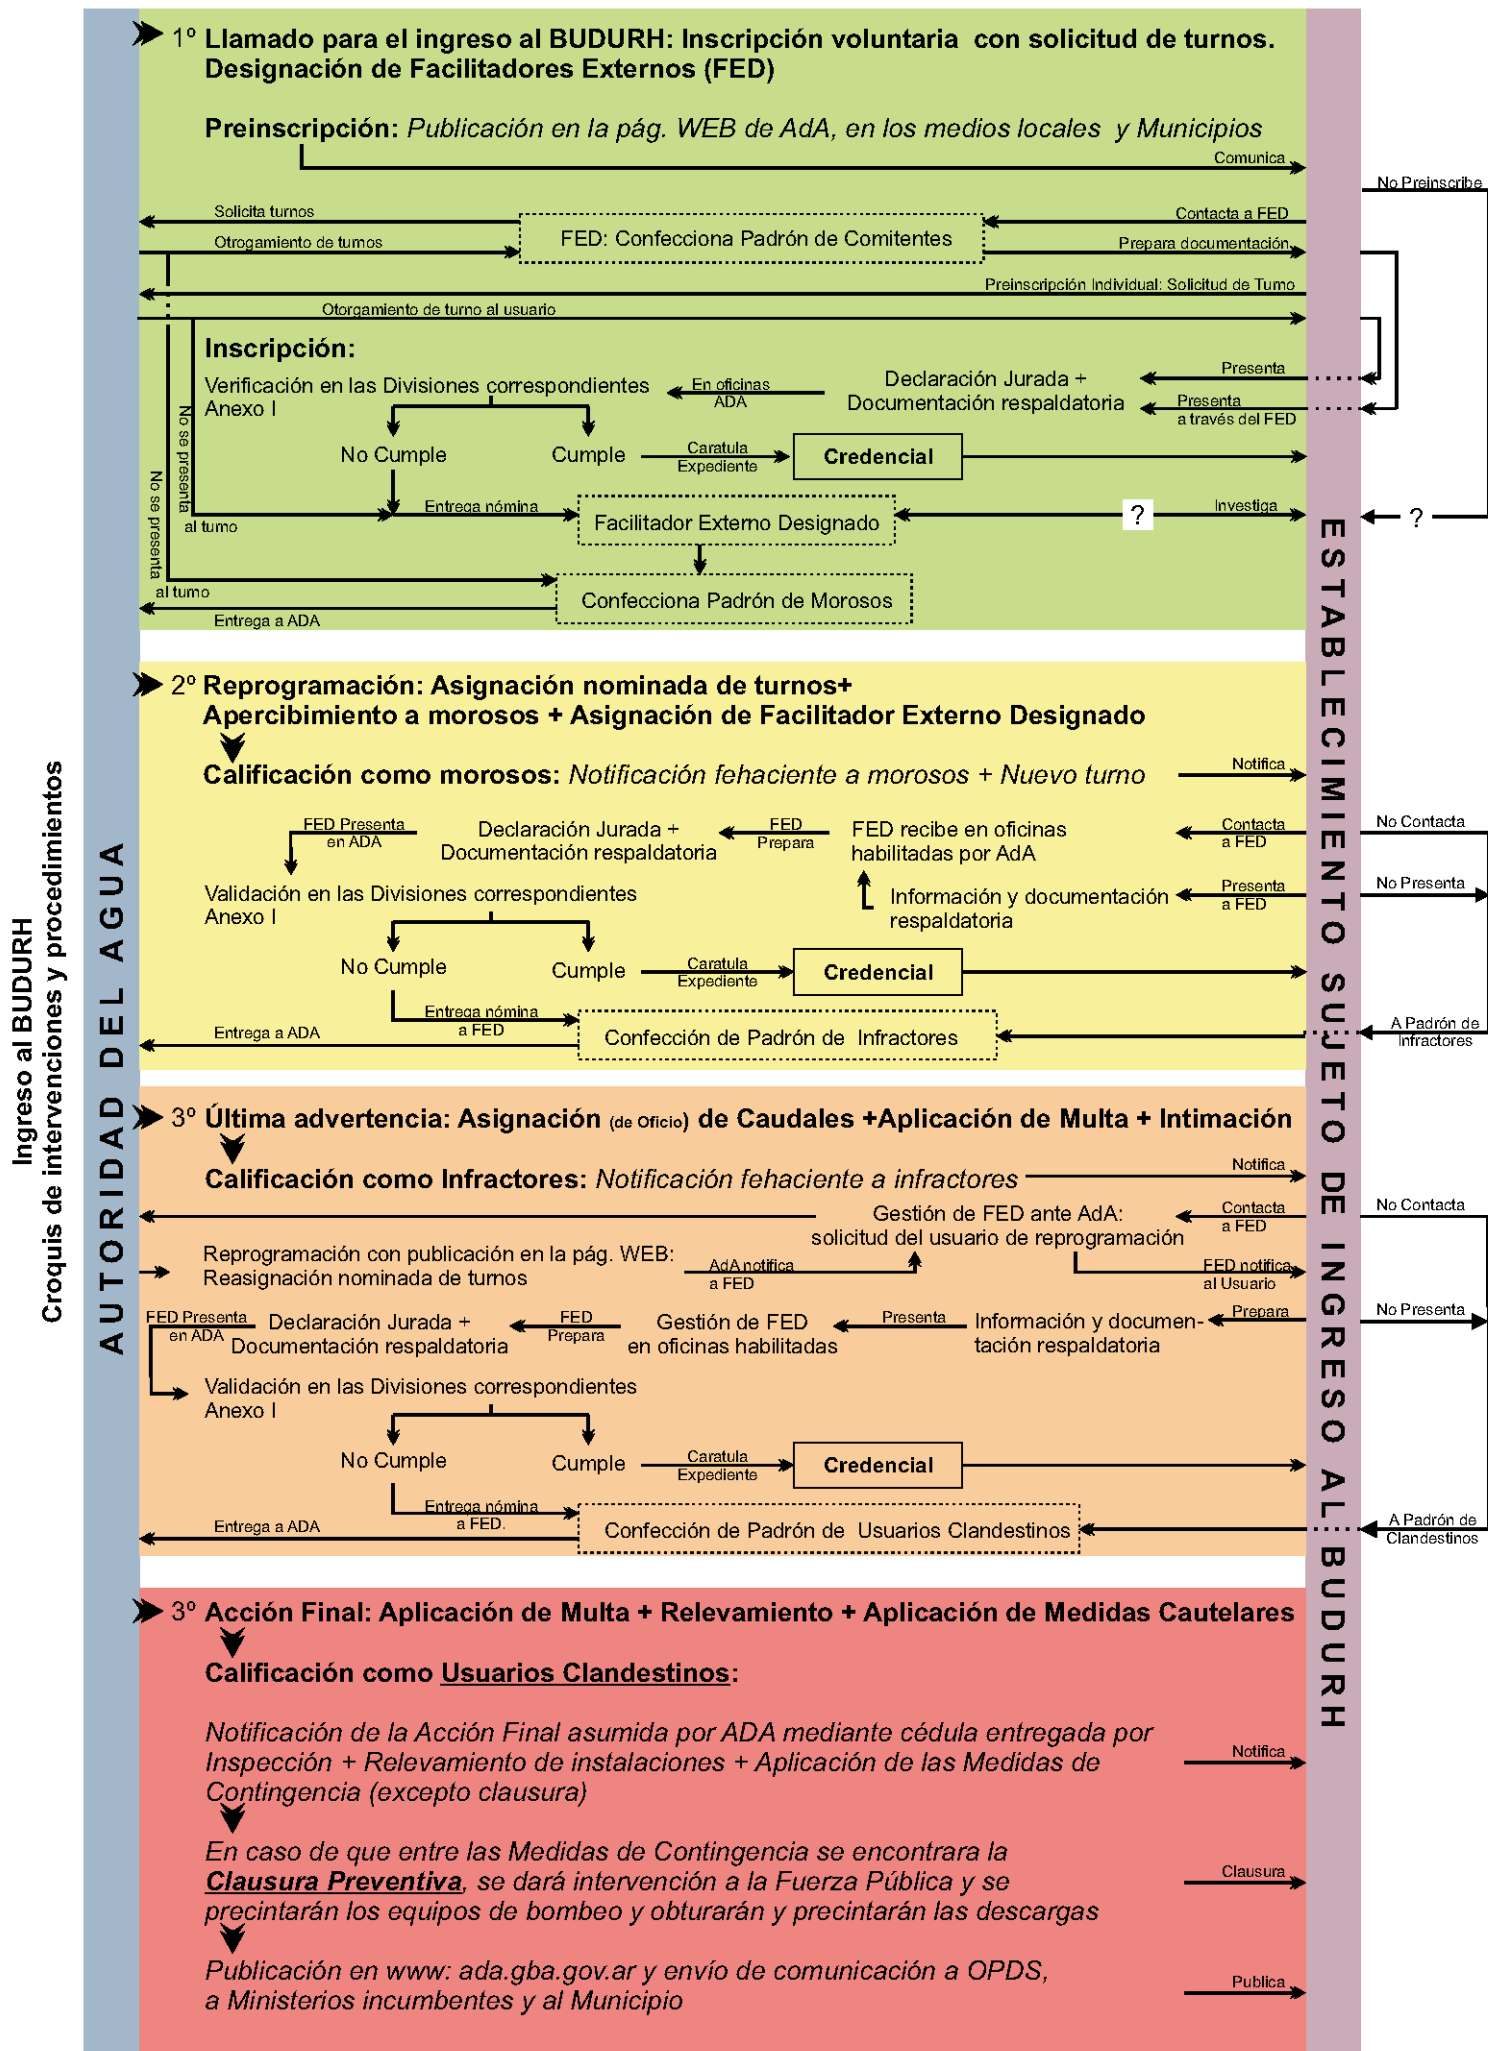 Ingreso al BUDURH
Croquis de intervenciones y procedimientos
AUTORIDAD DEL AGUA
ESTABLECIMIENTO SUJETO DE INGRESO AL BUDURH
1º Llamado para el ingreso al BUDURH: Inscripción voluntaria con solicitud de turnos.
Designación de Facilitadores Externos (FED)
Preinscripción: Publicación en la pág. WEB de AdA, en los medios locales y Municipios
Comunica
No Preinscribe
Solicita turnos
Contacta a FED
FED: Confecciona Padrón de Comitentes
Otrogamiento de turnos
Prepara documentación
Preinscripción Individual: Solicitud de Turno
Otorgamiento de turno al usuario
Inscripción:
Verificación en las Divisiones correspondientes
Anexo I
En oficinas
ADA
Declaración Jurada +
Documentación respaldatoria
Presenta
Presenta
a través del FED
No se presenta
al turno
No se presenta
al turno
No Cumple
Cumple
Caratula
Expediente
Credencial
Entrega nómina
Facilitador Externo Designado
?
Investiga
?
Confecciona Padrón de Morosos
Entrega a ADA
2º Reprogramación: Asignación nominada de turnos+
Apercibimiento a morosos + Asignación de Facilitador Externo Designado
Calificación como morosos: Notificación fehaciente a morosos + Nuevo turno
Notifica
FED Presenta
en ADA
Declaración Jurada +
Documentación respaldatoria
FED
Prepara
FED recibe en oficinas
habilitadas por AdA
Contacta
a FED
No Contacta
Validación en las Divisiones correspondientes
Anexo I
Información y documentación
respaldatoria
Presenta
a FED
No Presenta
No Cumple
Cumple
Caratula
Expediente
Credencial
Entrega nómina
a FED
Confección de Padrón de Infractores
Entrega a ADA
A Padrón de
Infractores
3º Última advertencia: Asignación (de Oficio) de Caudales +Aplicación de Multa + Intimación
Calificación como Infractores: Notificación fehaciente a infractores
Notifica
Gestión de FED ante AdA:
solicitud del usuario de reprogramación
Contacta
a FED
No Contacta
Reprogramación con publicación en la pág. WEB:
Reasignación nominada de turnos
AdA notifica
a FED
FED notifica
al Usuario
FED Presenta
en ADA
Declaración Jurada +
Documentación respaldatoria
FED
Prepara
Gestión de FED
en oficinas habilitadas
Presenta
Información y documen-
tación respaldatoria
Prepara
No Presenta
Validación en las Divisiones correspondientes
Anexo I
No Cumple
Cumple
Caratula
Expediente
Credencial
Entrega nómina
a FED.
Confección de Padrón de Usuarios Clandestinos
Entrega a ADA
A Padrón de
Clandestinos
3º Acción Final: Aplicación de Multa + Relevamiento + Aplicación de Medidas Cautelares
Calificación como Usuarios Clandestinos:
Notificación de la Acción Final asumida por ADA mediante cédula entregada por
Inspección + Relevamiento de instalaciones + Aplicación de las Medidas de
Contingencia (excepto clausura)
Notifica
En caso de que entre las Medidas de Contingencia se encontrara la
Clausura Preventiva, se dará intervención a la Fuerza Pública y se
precintarán los equipos de bombeo y obturarán y precintarán las descargas
Clausura
Publicación en www: ada.gba.gov.ar y envío de comunicación a OPDS,
a Ministerios incumbentes y al Municipio
Publica